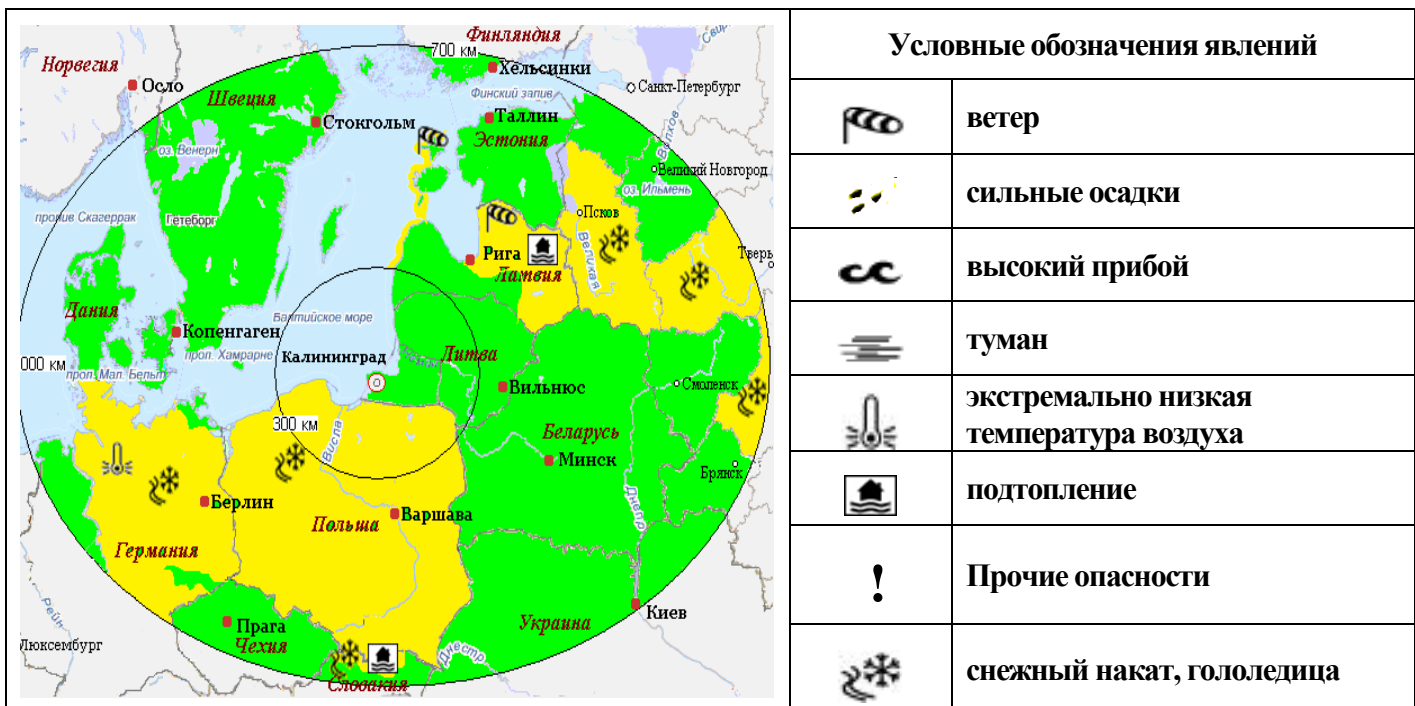 Финляндия
Норвегия
700 км
Хельсинки
Осло
Финский залив
Санкт-Петербург
Швеция
Стокгольм
Таллин
Эстония
Волхов
оз. Венерн
Великий Новгород
оз. Ильмень
пролив Скагеррак
Гетеборг
Псков
Великая
Рига
Латвия
Тверь
Дания
Балтийское море
Копенгаген
прол. Хамрарне
Калининград
Литва
000 км
прол. Мал. Бельт
Вильнюс
Смоленск
300 км
Висла
Беларусь
Минск
Брянск
Берлин
Днепр
Польша
Варшава
Германия
Рейн
Прага
Чехия
Украина
Киев
Люксембург
Днестр
Словакия
Условные обозначения явлений
ветер
сильные осадки
высокий прибой
туман
экстремально низкая
температура воздуха
подтопление
!
Прочие опасности
снежный накат, гололедица